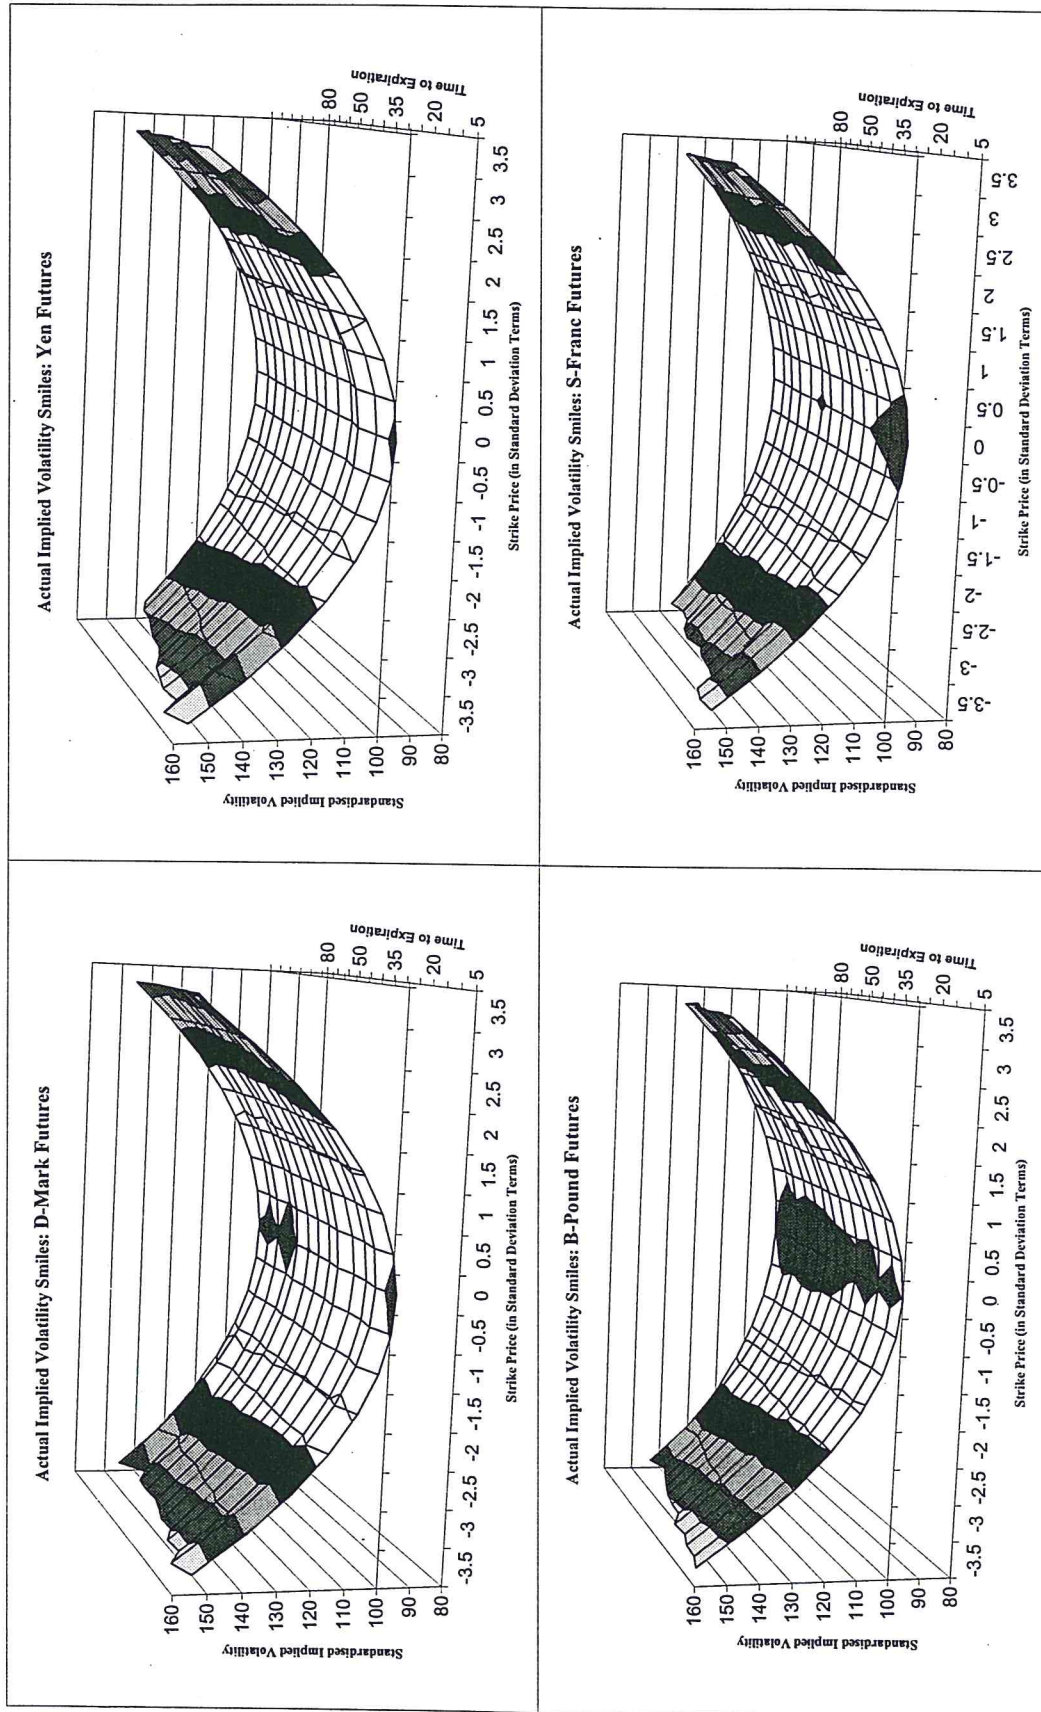 Actual Implied Volatility Smiles: D-Mark Futures
Standardised Implied Volatility
160
150
140
130
120
110
100
90
80
-3.5 -3 -2.5 -2 -1.5 -1 -0.5 0 0.5 1 1.5 2 2.5 3 3.5
Strike Price (in Standard Deviation Terms)
80
50
35
20
5
Time to Expiration
Actual Implied Volatility Smiles: Yen Futures
Standardised Implied Volatility
160
150
140
130
120
110
100
90
80
-3.5 -3 -2.5 -2 -1.5 -1 -0.5 0 0.5 1 1.5 2 2.5 3 3.5
Strike Price (in Standard Deviation Terms)
80
50
35
20
5
Time to Expiration
Actual Implied Volatility Smiles: B-Pound Futures
Standardised Implied Volatility
160
150
140
130
120
110
100
90
80
-3.5 -3 -2.5 -2 -1.5 -1 -0.5 0 0.5 1 1.5 2 2.5 3 3.5
Strike Price (in Standard Deviation Terms)
80
50
35
20
5
Time to Expiration
Actual Implied Volatility Smiles: S-Franc Futures
Standardised Implied Volatility
160
150
140
130
120
110
100
90
80
-3.5 -3 -2.5 -2 -1.5 -1 -0.5 0 0.5 1 1.5 2 2.5 3 3.5
Strike Price (in Standard Deviation Terms)
80
50
35
20
5
Time to Expiration